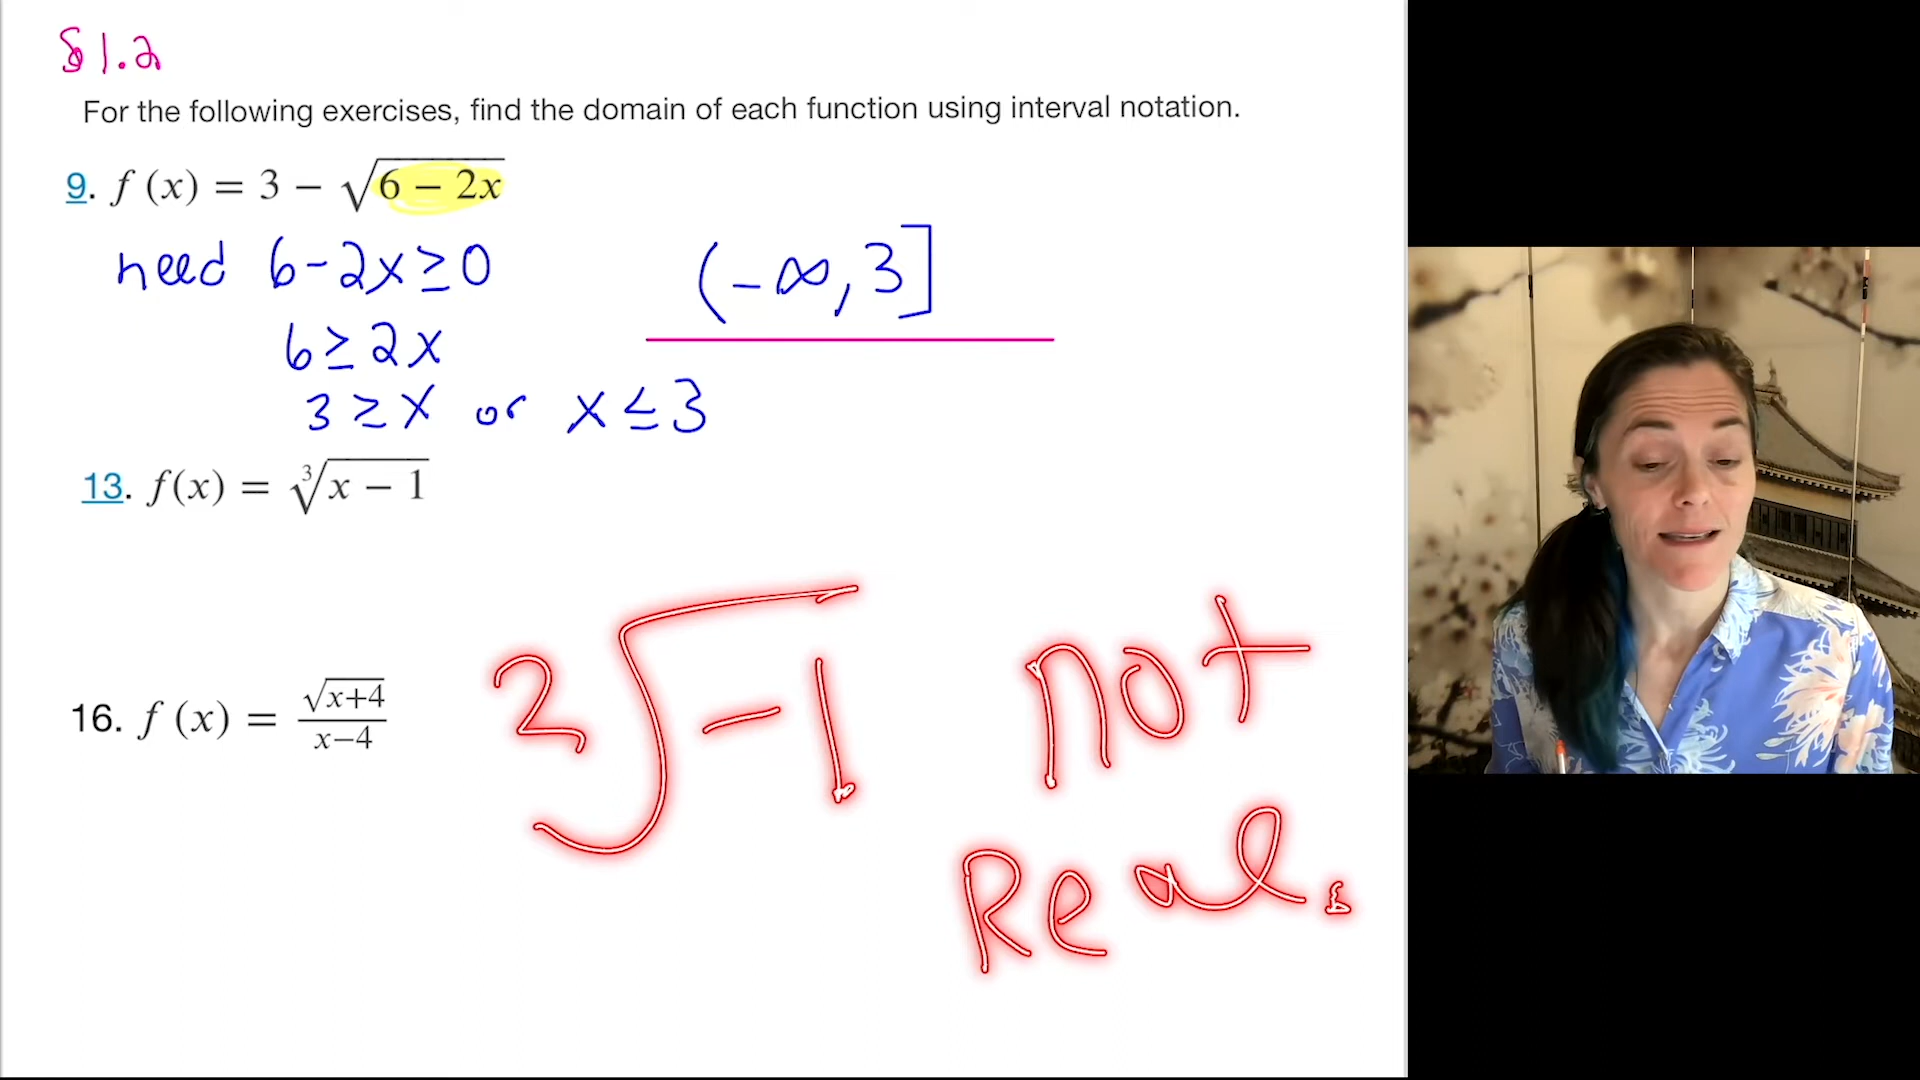 §1.2
For the following exercises, find the domain of each function using interval notation.
9. f (x) = 3 − √(6 − 2x)
need 6-2x≥0
(-∞, 3]
6≥2x
3≥x or x≤3
13. f(x) = ∛(x − 1)
2√-1 not
Real.
16. f (x) = √(x+4)/(x−4)